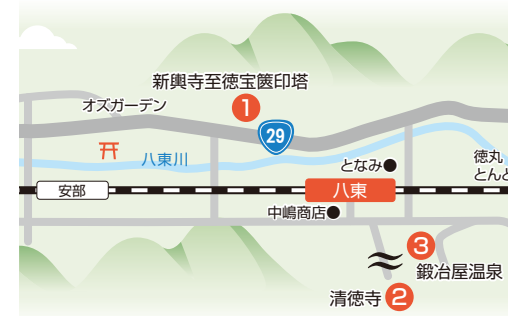 新興寺至徳宝篋印塔
1
オズガーデン
29
八東川
となみ
徳丸
とんど
安部
八東
中嶋商店
3
鍛冶屋温泉
清徳寺 2